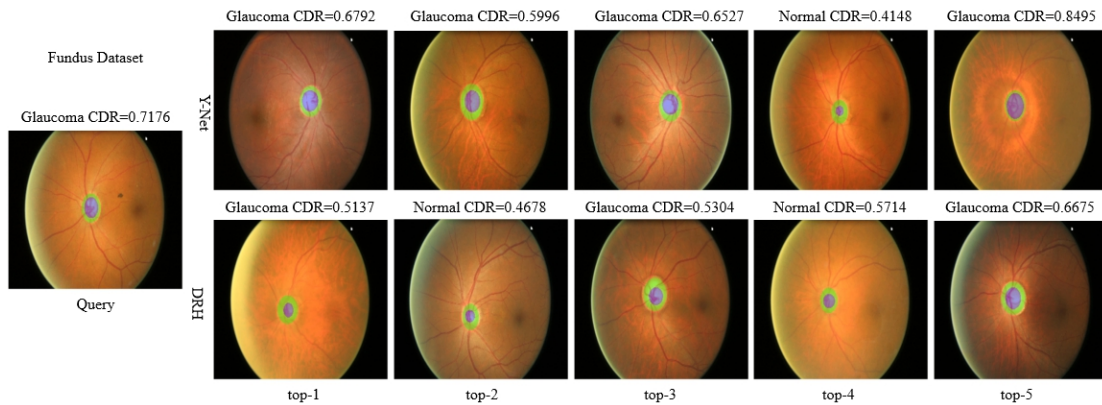 Fundus Dataset
Glaucoma CDR=0.7176
Query
Y-Net
Glaucoma CDR=0.6792
Glaucoma CDR=0.5996
Glaucoma CDR=0.6527
Normal CDR=0.4148
Glaucoma CDR=0.8495
DRH
Glaucoma CDR=0.5137
Normal CDR=0.4678
Glaucoma CDR=0.5304
Normal CDR=0.5714
Glaucoma CDR=0.6675
top-1
top-2
top-3
top-4
top-5